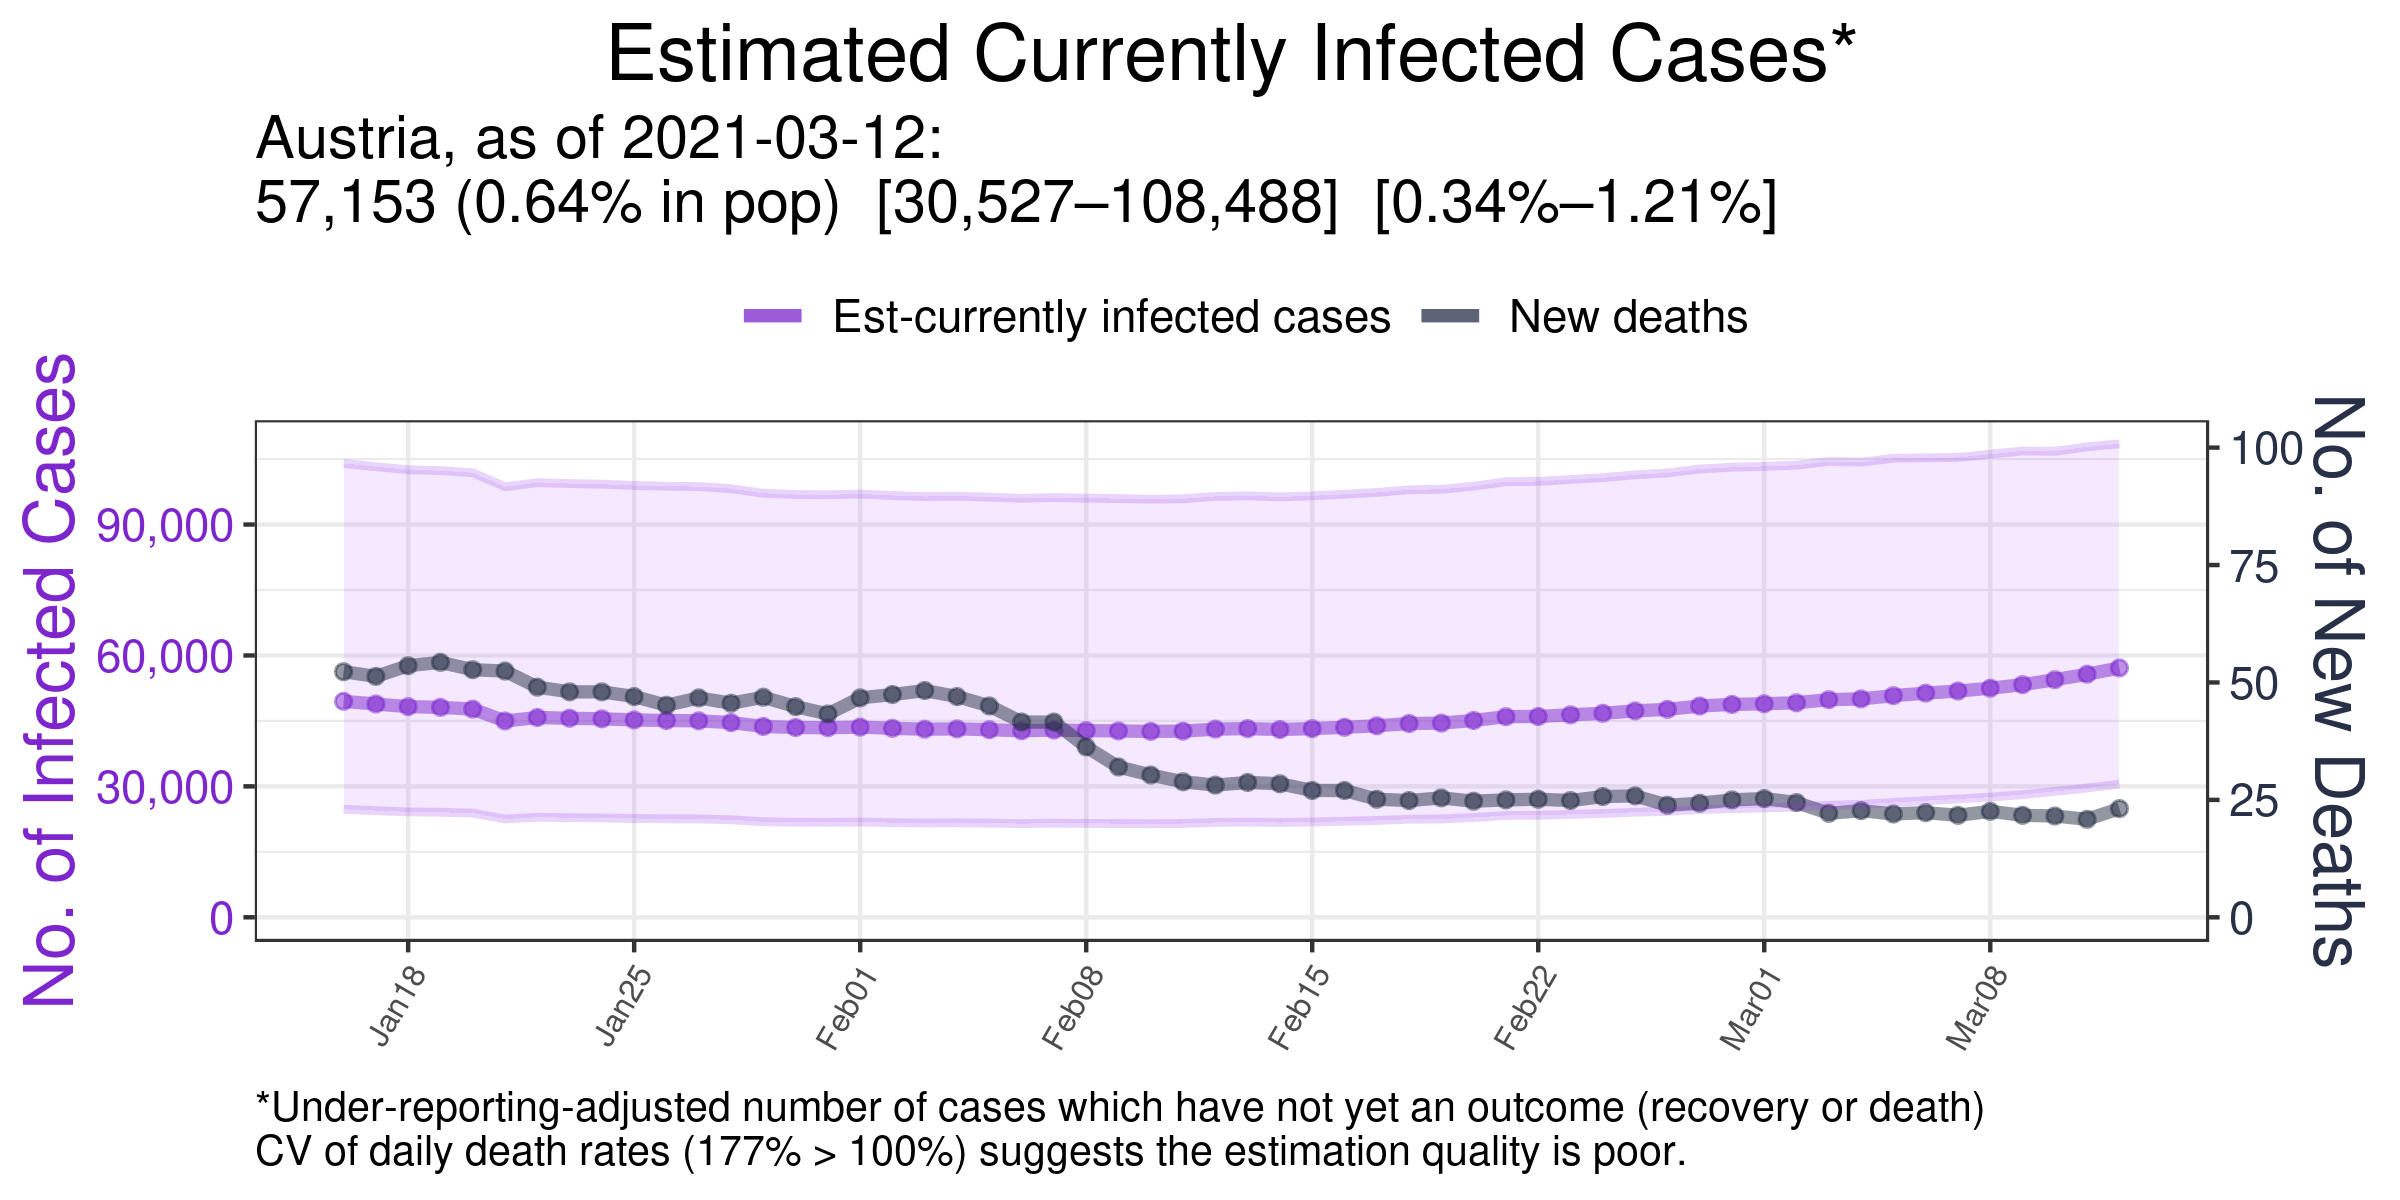 Estimated Currently Infected Cases*
Austria, as of 2021-03-12:
57,153 (0.64% in pop)  [30,527–108,488]  [0.34%–1.21%]
Est-currently infected cases
New deaths
No. of Infected Cases
90,000
60,000
30,000
0
100
75
50
25
0
No. of New Deaths
Jan18
Jan25
Feb01
Feb08
Feb15
Feb22
Mar01
Mar08
*Under-reporting-adjusted number of cases which have not yet an outcome (recovery or death)
CV of daily death rates (177% > 100%) suggests the estimation quality is poor.